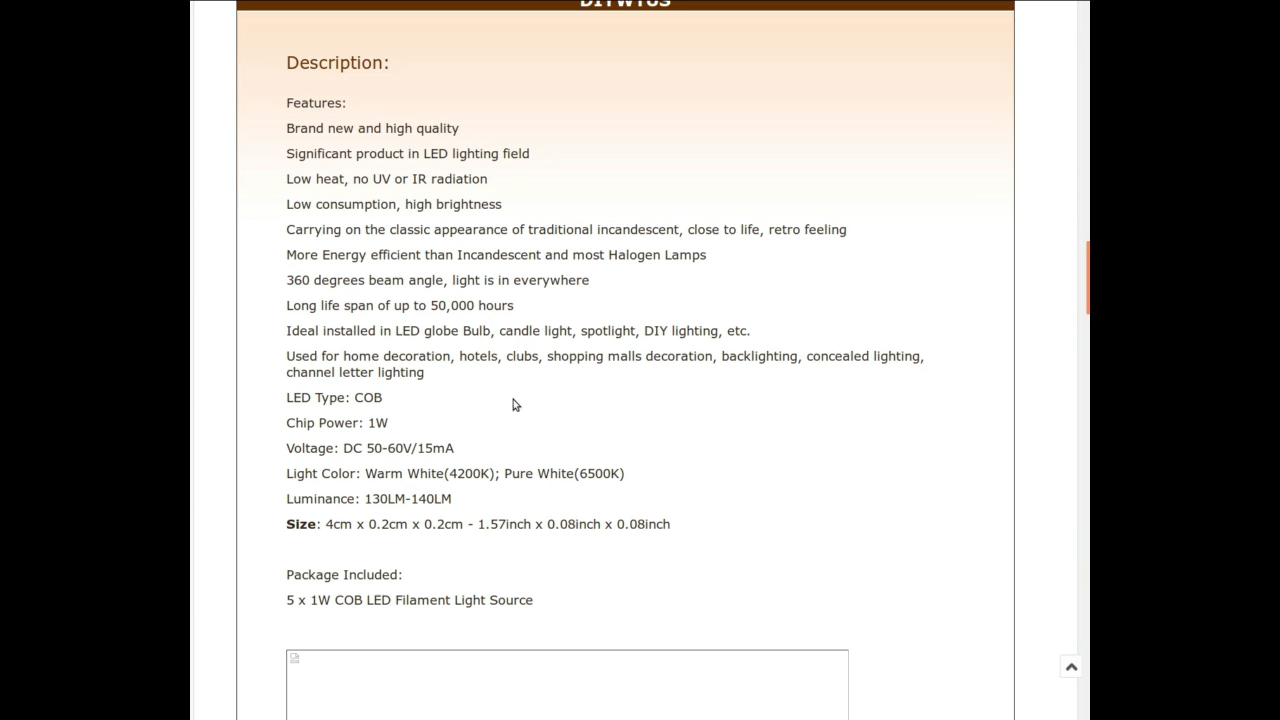 DIYWTUS
Description:
Features:
Brand new and high quality
Significant product in LED lighting field
Low heat, no UV or IR radiation
Low consumption, high brightness
Carrying on the classic appearance of traditional incandescent, close to life, retro feeling
More Energy efficient than Incandescent and most Halogen Lamps
360 degrees beam angle, light is in everywhere
Long life span of up to 50,000 hours
Ideal installed in LED globe Bulb, candle light, spotlight, DIY lighting, etc.
Used for home decoration, hotels, clubs, shopping malls decoration, backlighting, concealed lighting,
channel letter lighting
LED Type: COB
Chip Power: 1W
Voltage: DC 50-60V/15mA
Light Color: Warm White(4200K); Pure White(6500K)
Luminance: 130LM-140LM
Size: 4cm x 0.2cm x 0.2cm - 1.57inch x 0.08inch x 0.08inch
Package Included:
5 x 1W COB LED Filament Light Source